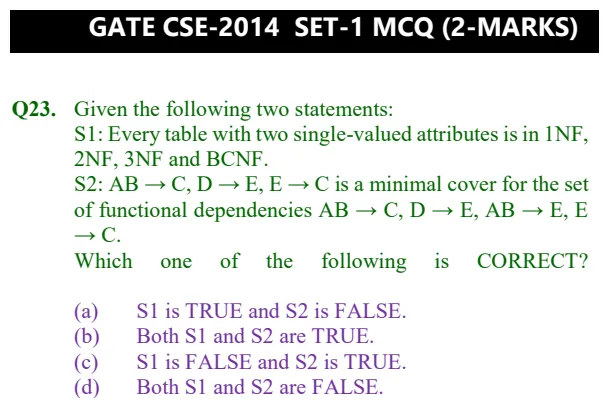 GATE CSE-2014 SET-1 MCQ (2-MARKS)
Q23. Given the following two statements:
S1: Every table with two single-valued attributes is in 1NF,
2NF, 3NF and BCNF.
S2: AB → C, D → E, E → C is a minimal cover for the set
of functional dependencies AB → C, D → E, AB → E, E
→ C.
Which one of the following is CORRECT?
(a) S1 is TRUE and S2 is FALSE.
(b) Both S1 and S2 are TRUE.
(c) S1 is FALSE and S2 is TRUE.
(d) Both S1 and S2 are FALSE.